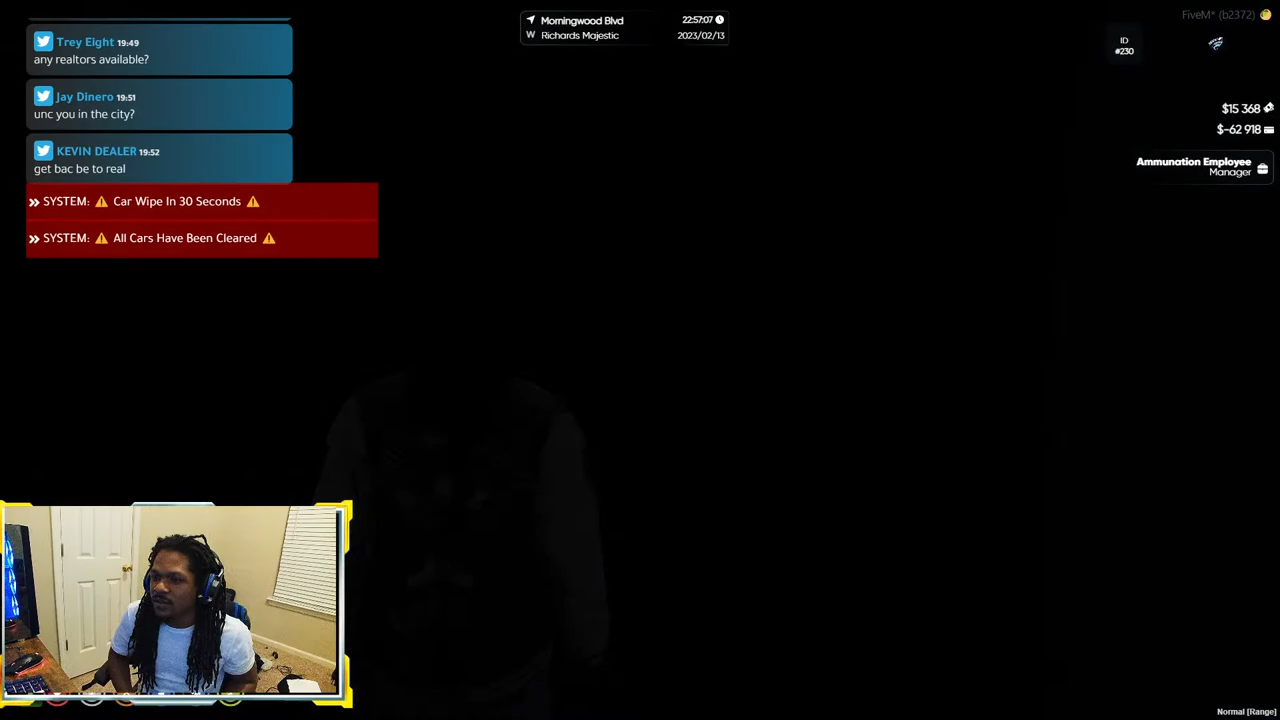 Morningwood Blvd 22:57:07
Richards Majestic 2023/02/13
FiveM* (b2372)
ID
#230
Trey Eight 19:49
any realtors available?
Jay Dinero 19:51
unc you in the city?
KEVIN DEALER 19:52
get bac be to real
» SYSTEM: ⚠ Car Wipe In 30 Seconds ⚠
» SYSTEM: ⚠ All Cars Have Been Cleared ⚠
$15 368
$-62 918
Ammunation Employee
Manager
Normal [Range]